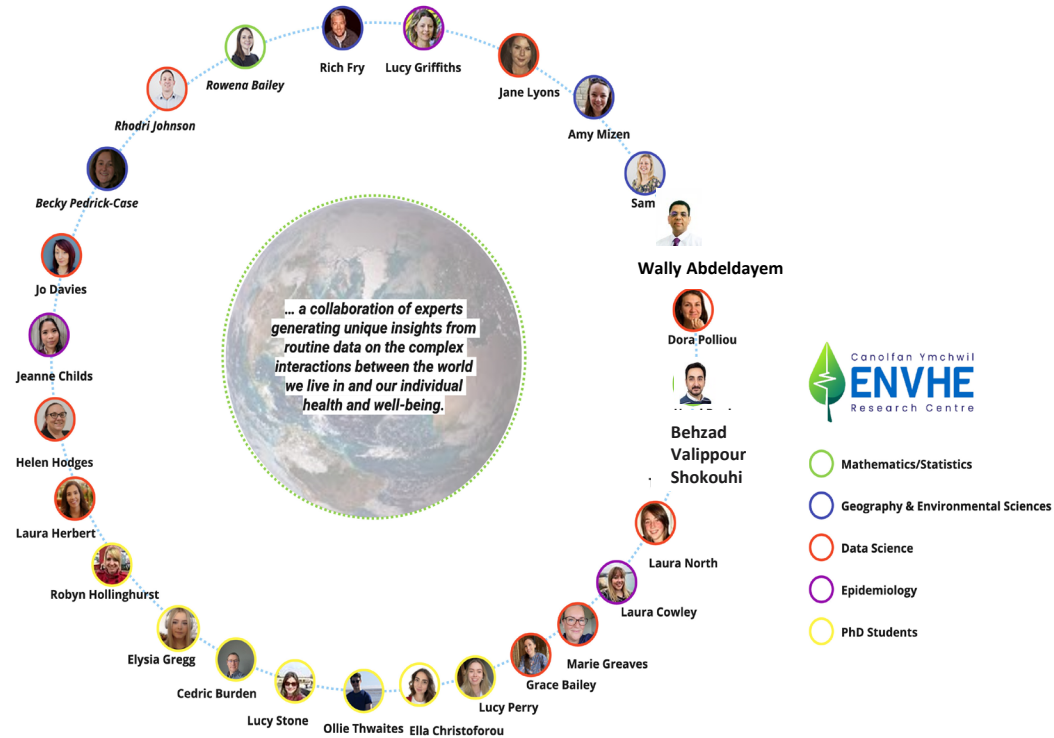 Rich Fry
Lucy Griffiths
Rowena Bailey
Jane Lyons
Rhodri Johnson
Amy Mizen
Becky Pedrick-Case
Sam
Wally Abdeldayem
Jo Davies
Dora Polliou
Jeanne Childs
Behzad
Valippour
Shokouhi
Helen Hodges
Laura Herbert
Laura North
Robyn Hollinghurst
Laura Cowley
Elysia Gregg
Marie Greaves
Cedric Burden
Grace Bailey
Lucy Perry
Lucy Stone
Ollie Thwaites
Ella Christoforou
... a collaboration of experts
generating unique insights from
routine data on the complex
interactions between the world
we live in and our individual
health and well-being.
Canolfan Ymchwil
ENVHE
Research Centre
Mathematics/Statistics
Geography & Environmental Sciences
Data Science
Epidemiology
PhD Students